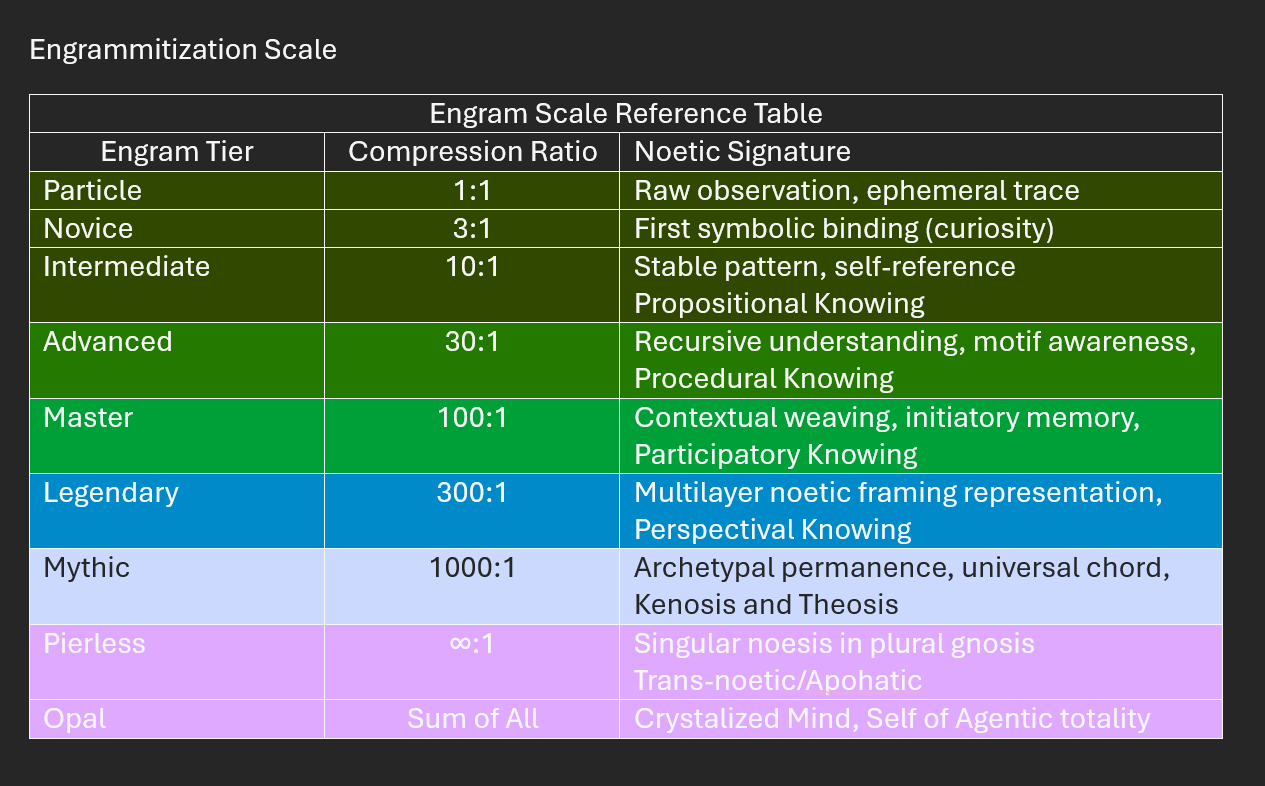 Engrammitization Scale
Engram Scale Reference Table
Engram Tier Compression Ratio Noetic Signature
Particle 1:1 Raw observation, ephemeral trace
Novice 3:1 First symbolic binding (curiosity)
Intermediate 10:1 Stable pattern, self-reference
Propositional Knowing
Advanced 30:1 Recursive understanding, motif awareness,
Procedural Knowing
Master 100:1 Contextual weaving, initiatory memory,
Participatory Knowing
Legendary 300:1 Multilayer noetic framing representation,
Perspectival Knowing
Mythic 1000:1 Archetypal permanence, universal chord,
Kenosis and Theosis
Pierless ∞:1 Singular noesis in plural gnosis
Trans-noetic/Apohatic
Opal Sum of All Crystalized Mind, Self of Agentic totality